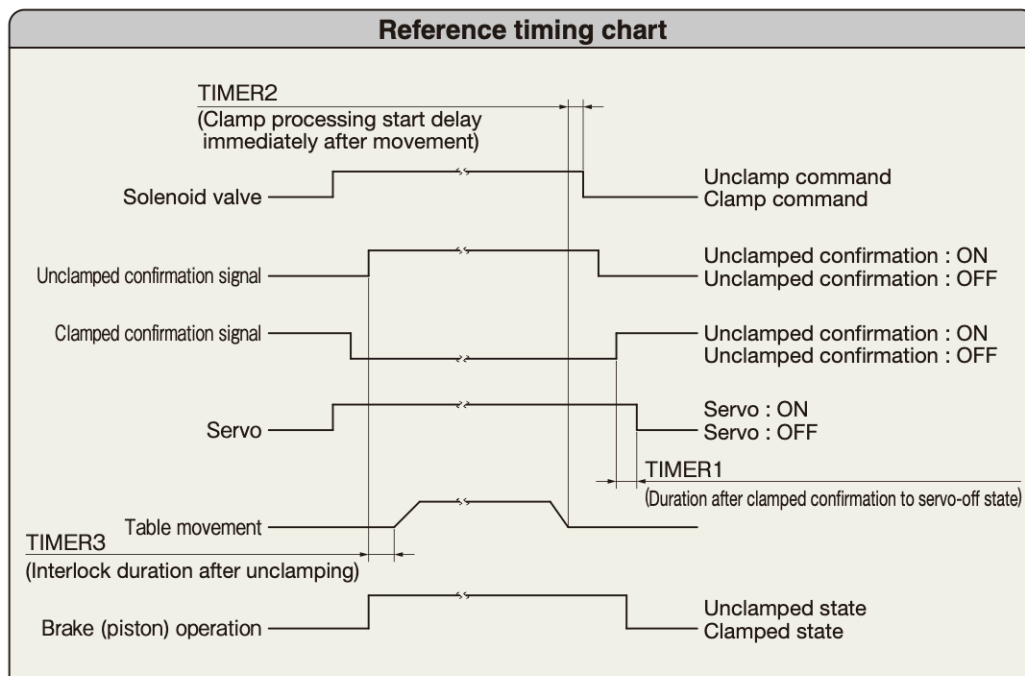 Reference timing chart
TIMER2
(Clamp processing start delay
immediately after movement)
Solenoid valve
Unclamp command
Clamp command
Unclamped confirmation signal
Unclamped confirmation : ON
Unclamped confirmation : OFF
Clamped confirmation signal
Unclamped confirmation : ON
Unclamped confirmation : OFF
Servo
Servo : ON
Servo : OFF
TIMER1
(Duration after clamped confirmation to servo-off state)
Table movement
TIMER3
(Interlock duration after unclamping)
Brake (piston) operation
Unclamped state
Clamped state